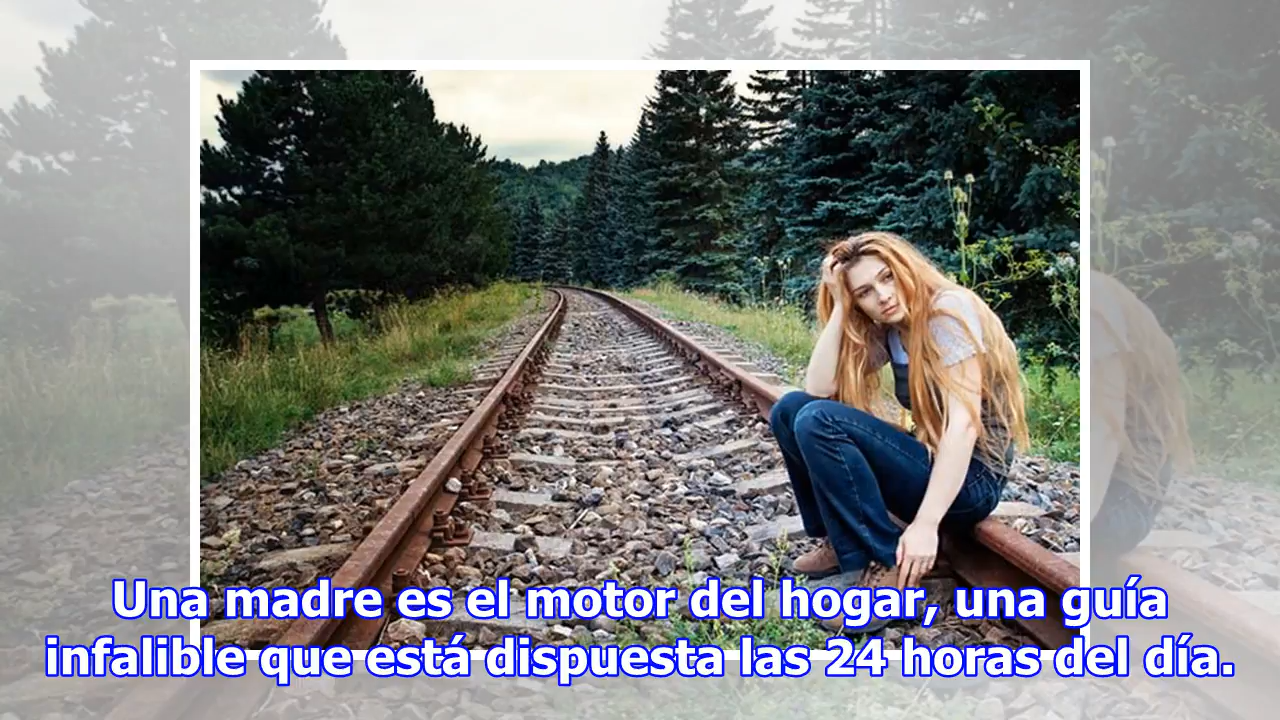 Una madre es el motor del hogar, una guía
infalible que está dispuesta las 24 horas del día.